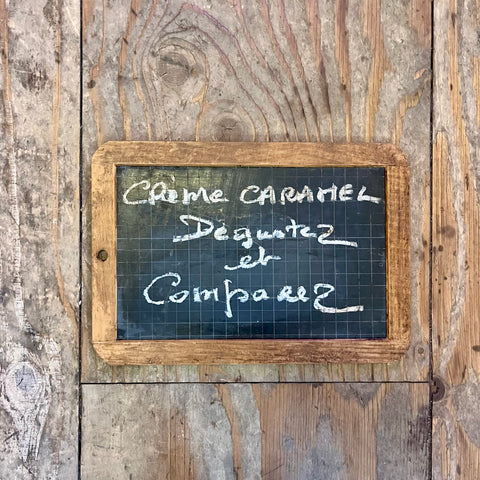 Crème CARAMEL
Dégustez
et
Comparez